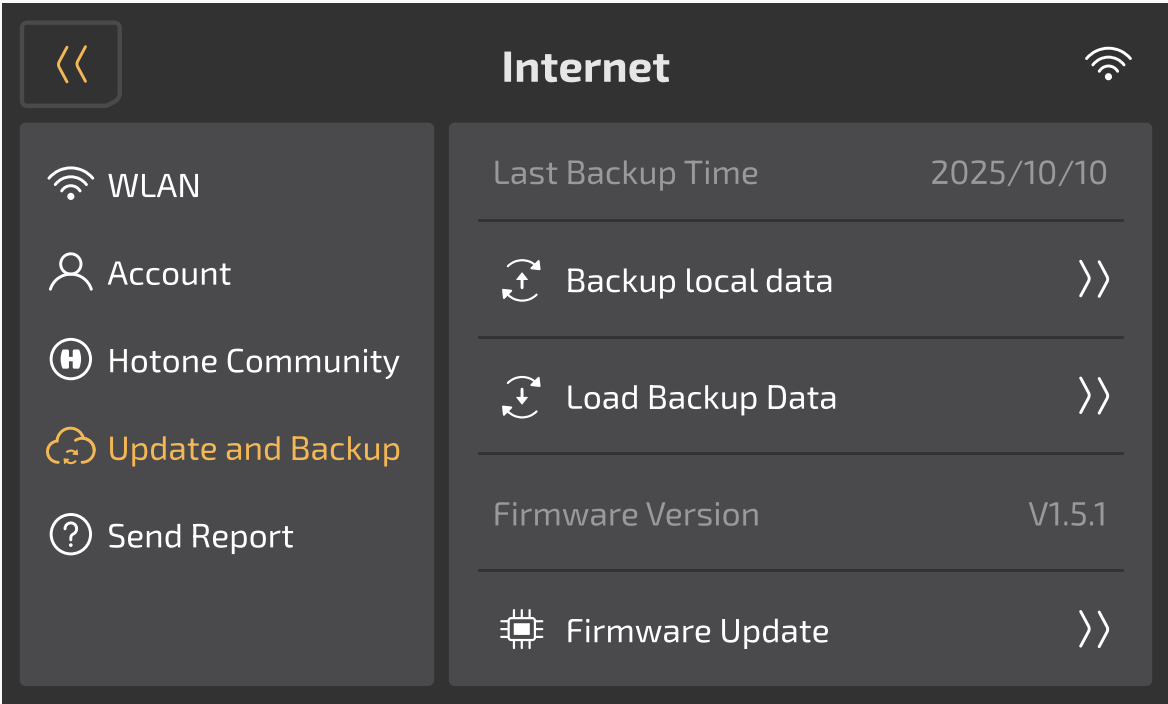 Internet
WLAN
Account
Hotone Community
Update and Backup
Send Report
Last Backup Time 2025/10/10
Backup local data
Load Backup Data
Firmware Version V1.5.1
Firmware Update